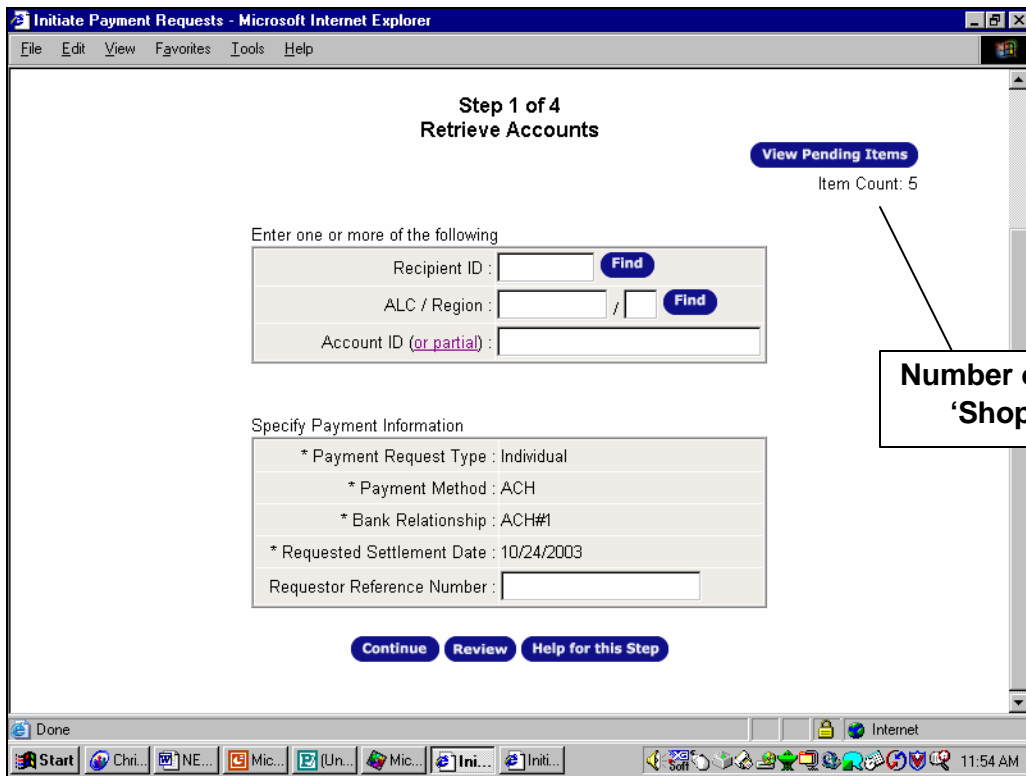 Initiate Payment Requests - Microsoft Internet Explorer
File Edit View Favorites Tools Help
Step 1 of 4
Retrieve Accounts
View Pending Items
Item Count: 5
Enter one or more of the following
Recipient ID : Find
ALC / Region : / Find
Account ID (or partial) :
Number
‘Shop
Specify Payment Information
* Payment Request Type : Individual
* Payment Method : ACH
* Bank Relationship : ACH#1
* Requested Settlement Date : 10/24/2003
Requestor Reference Number :
Continue Review Help for this Step
Done Internet
Start Chri... NE... Mic... (Un... Mic... Ini... Initi... 11:54 AM